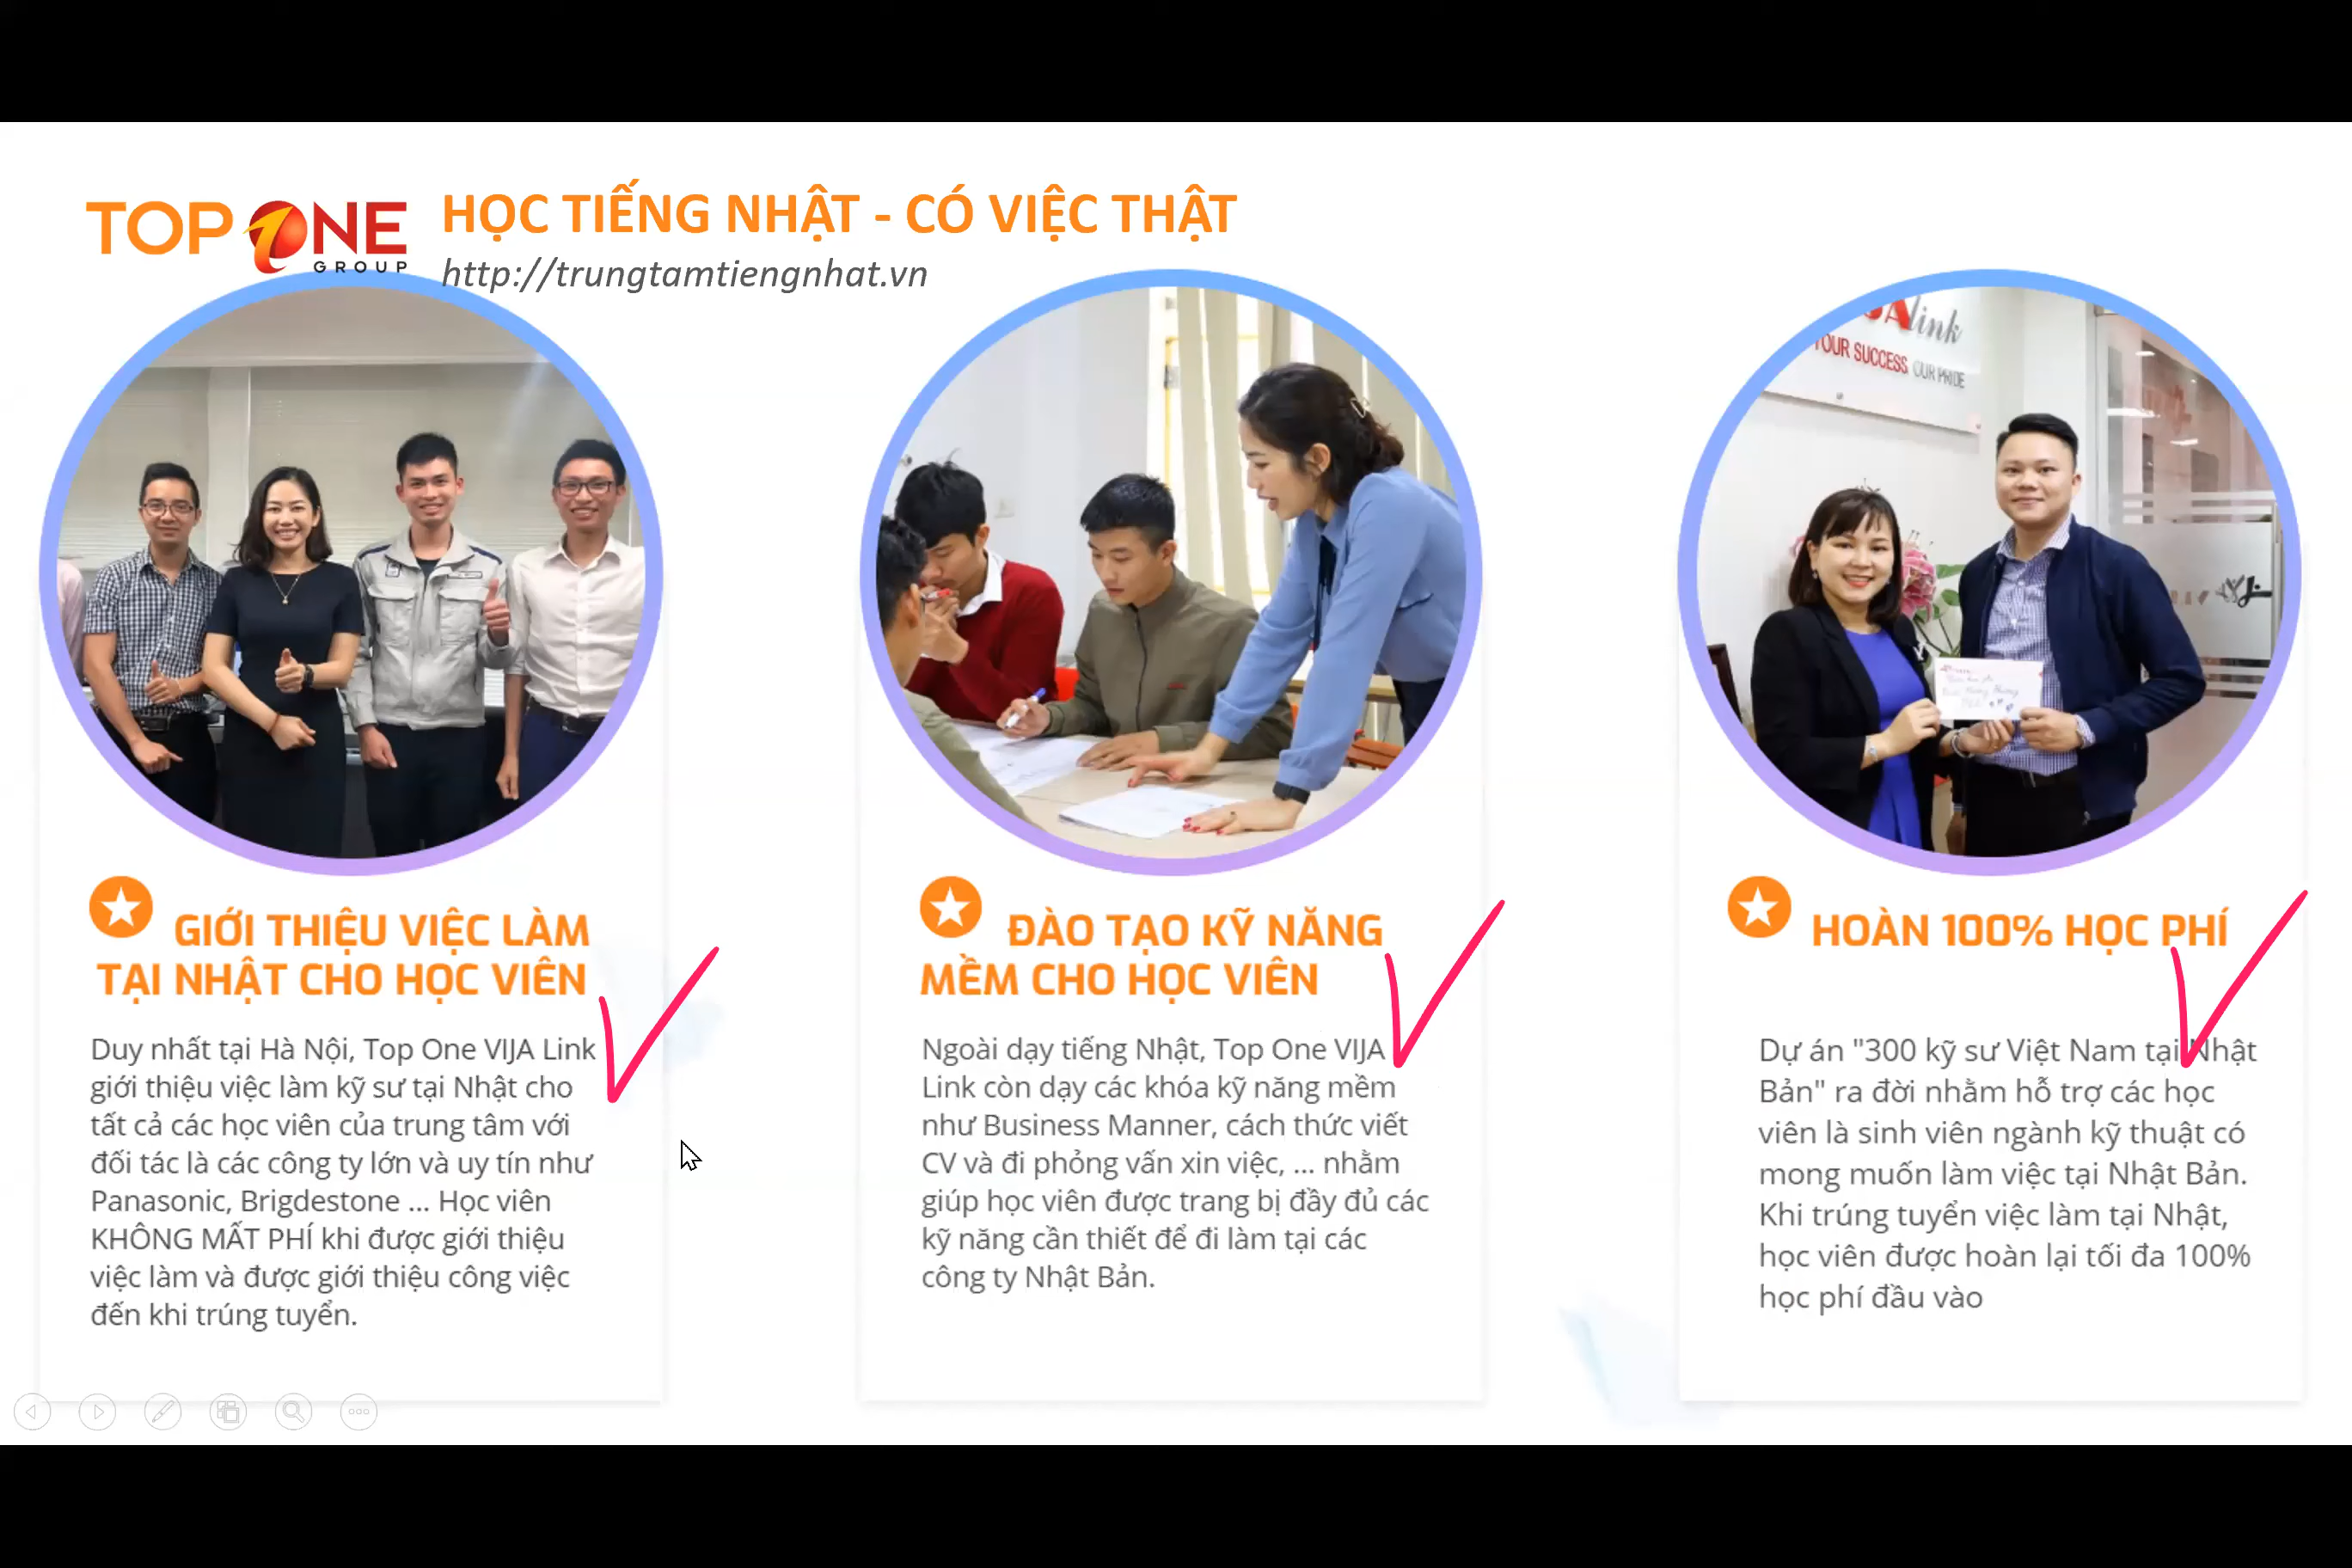 TOP ONE
GROUP
HỌC TIẾNG NHẬT - CÓ VIỆC THẬT
http://trungtamtiengnhat.vn
link
YOUR SUCCESS OUR PRIDE
GIỚI THIỆU VIỆC LÀM
TẠI NHẬT CHO HỌC VIÊN
Duy nhất tại Hà Nội, Top One VIJA Link
giới thiệu việc làm kỹ sư tại Nhật cho
tất cả các học viên của trung tâm với
đối tác là các công ty lớn và uy tín như
Panasonic, Brigdestone ... Học viên
KHÔNG MẤT PHÍ khi được giới thiệu
việc làm và được giới thiệu công việc
đến khi trúng tuyển.
ĐÀO TẠO KỸ NĂNG
MỀM CHO HỌC VIÊN
Ngoài dạy tiếng Nhật, Top One VIJA
Link còn dạy các khóa kỹ năng mềm
như Business Manner, cách thức viết
CV và đi phỏng vấn xin việc, ... nhằm
giúp học viên được trang bị đầy đủ các
kỹ năng cần thiết để đi làm tại các
công ty Nhật Bản.
HOÀN 100% HỌC PHÍ
Dự án "300 kỹ sư Việt Nam tại Nhật
Bản" ra đời nhằm hỗ trợ các học
viên là sinh viên ngành kỹ thuật có
mong muốn làm việc tại Nhật Bản.
Khi trúng tuyển việc làm tại Nhật,
học viên được hoàn lại tối đa 100%
học phí đầu vào